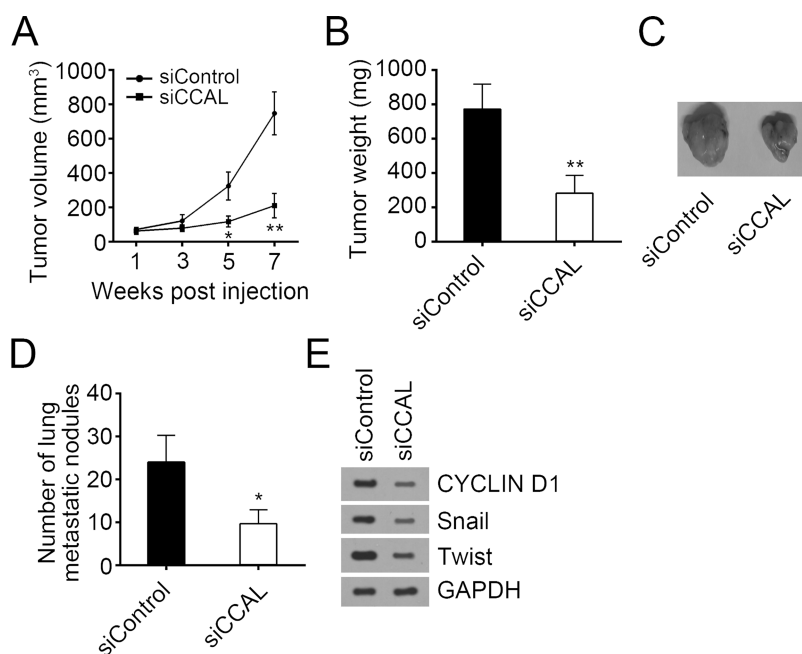 A
Tumor volume (mm³)
1000
800
600
400
200
0
siControl
siCCAL
*
**
1 3 5 7
Weeks post injection
B
Tumor weight (mg)
1000
800
600
400
200
0
**
siControl
siCCAL
C
siControl
siCCAL
D
Number of lung
metastatic nodules
40
30
20
10
0
*
siControl
siCCAL
E
siControl
siCCAL
CYCLIN D1
Snail
Twist
GAPDH